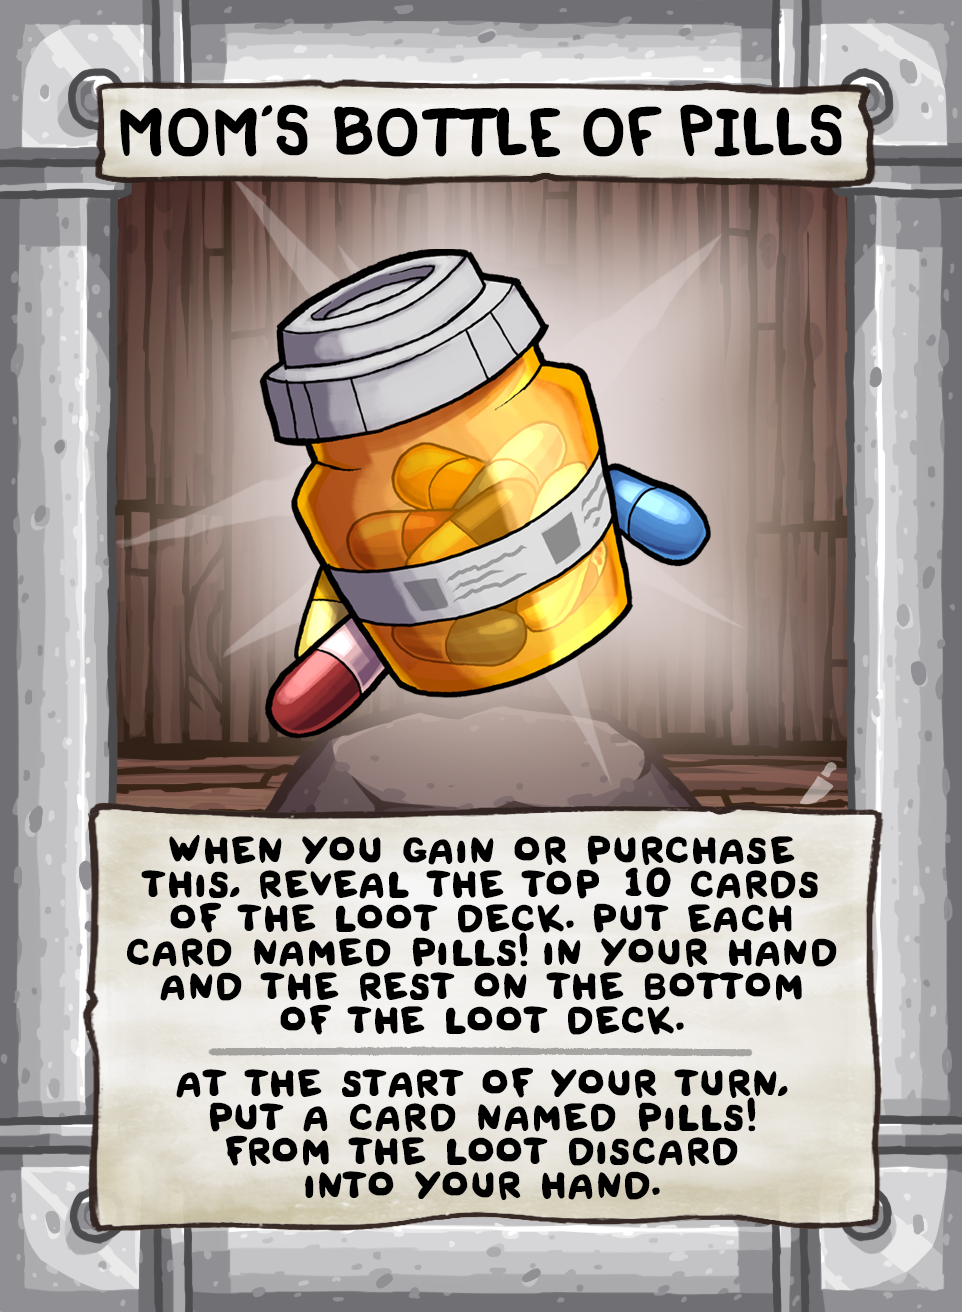 MOM'S BOTTLE OF PILLS
WHEN YOU GAIN OR PURCHASE
THIS, REVEAL THE TOP 10 CARDS
OF THE LOOT DECK. PUT EACH
CARD NAMED PILLS! IN YOUR HAND
AND THE REST ON THE BOTTOM
OF THE LOOT DECK.
AT THE START OF YOUR TURN,
PUT A CARD NAMED PILLS!
FROM THE LOOT DISCARD
INTO YOUR HAND.